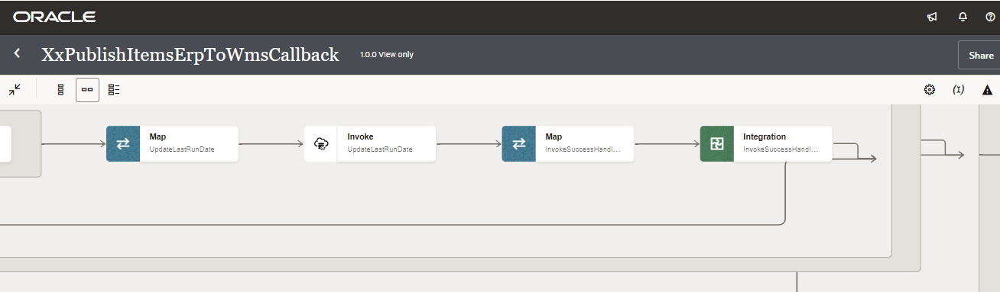 ORACLE
XxPublishItemsErpToWmsCallback
1.0.0 View only
Share
(I)
Map
UpdateLastRunDate
Invoke
UpdateLastRunDate
Map
InvokeSuccessHandl...
Integration
InvokeSuccessHandl...